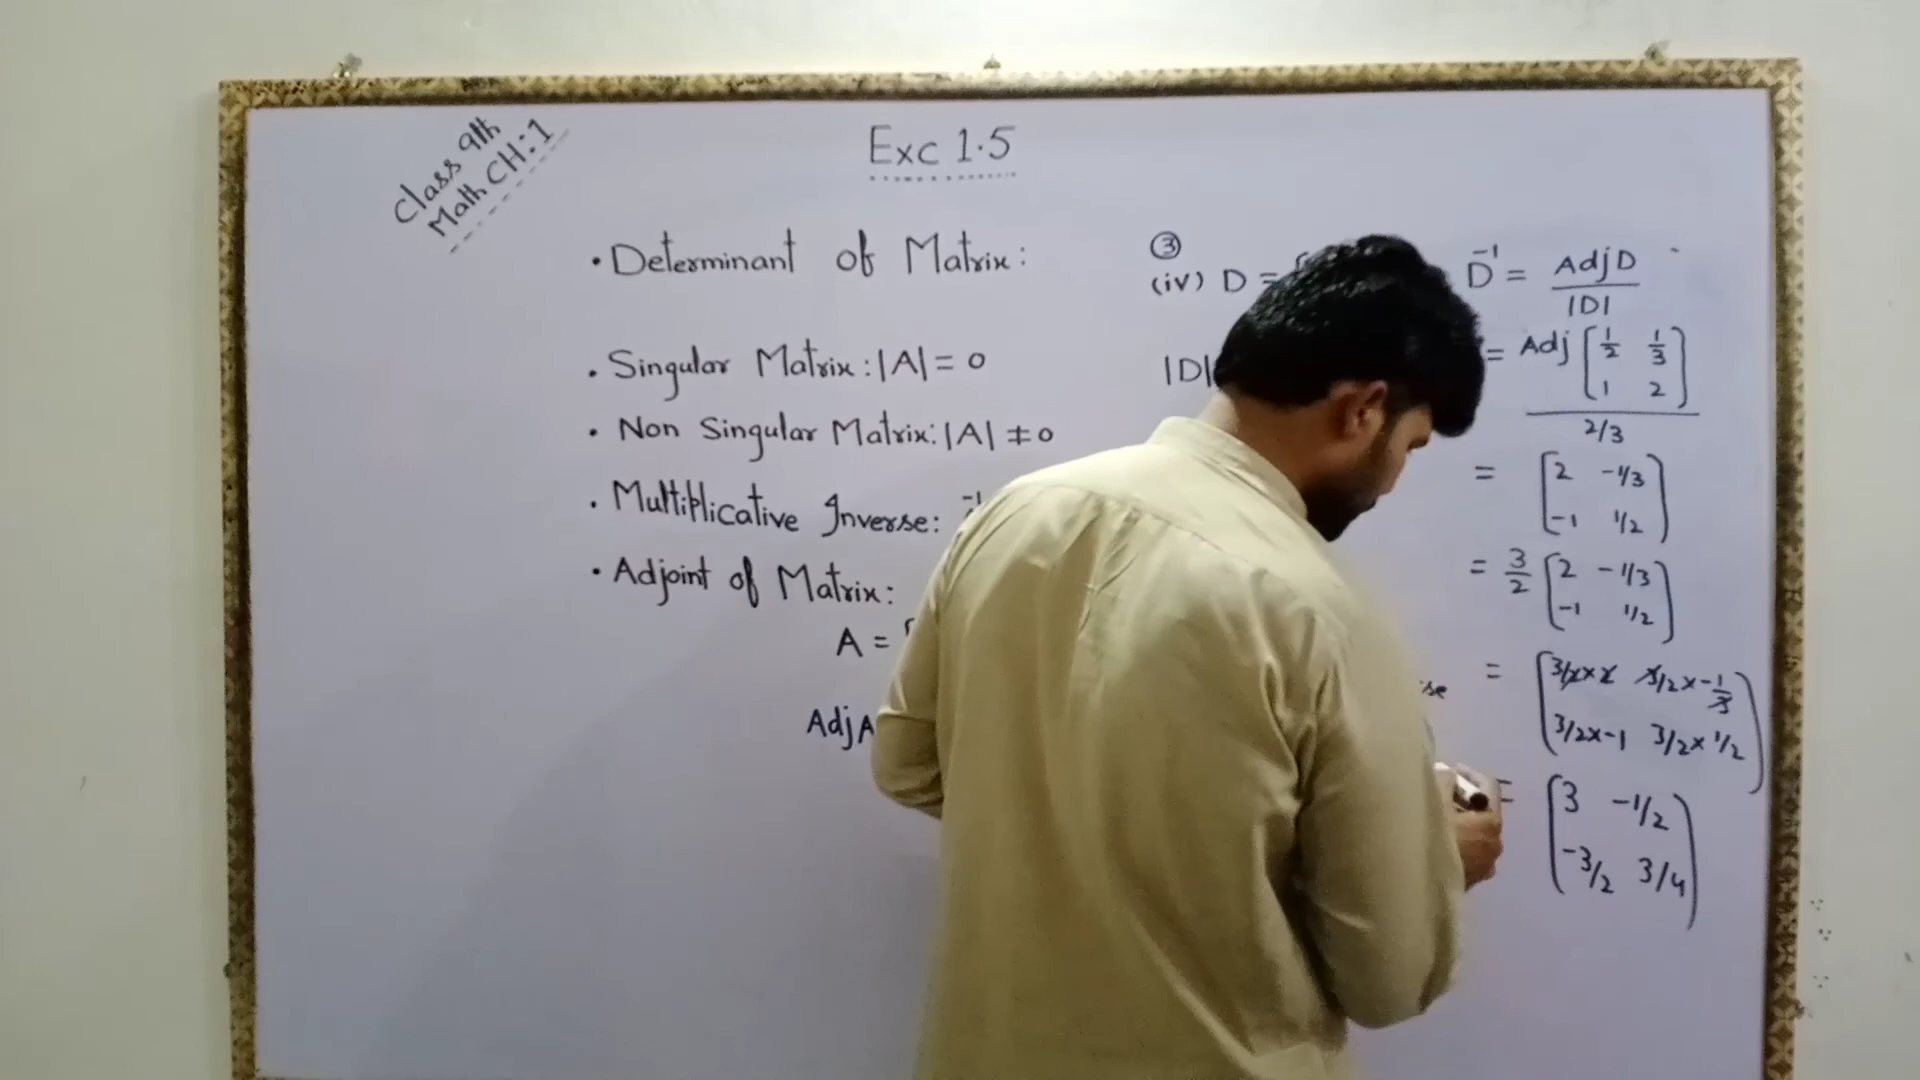 Class 9th
Math CH:1
Exc 1.5
• Determinant of Matrix:
• Singular Matrix: |A| = 0
• Non Singular Matrix: |A| ≠ 0
• Multiplicative Inverse:
• Adjoint of Matrix:
A =
Adj A
③
(iv) D =
|D|
D⁻¹ = Adj D
|D|
= Adj [1/2 1/3
1 2]
2/3
= [2 -1/3
-1 1/2]
= 3/2 [2 -1/3
-1 1/2]
= [3/2 × 2 3/2 × -1/3
3/2 × -1 3/2 × 1/2]
= [3 -1/2
-3/2 3/4]